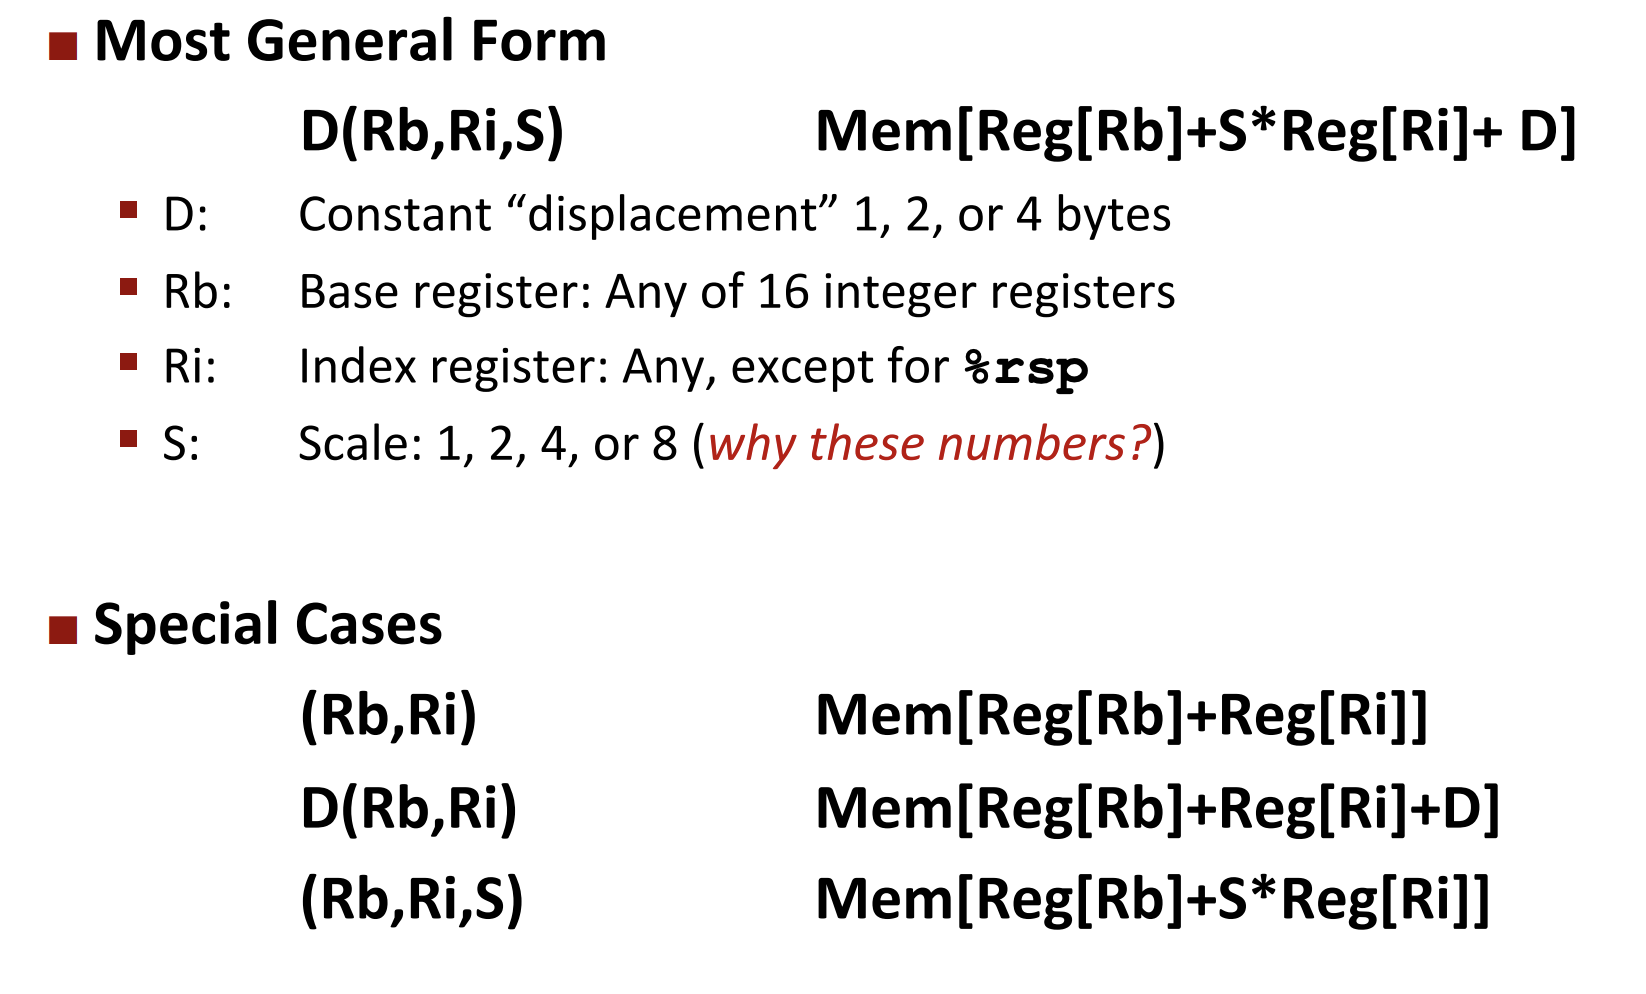 Most General Form
D(Rb,Ri,S) Mem[Reg[Rb]+S*Reg[Ri]+ D]
D: Constant “displacement” 1, 2, or 4 bytes
Rb: Base register: Any of 16 integer registers
Ri: Index register: Any, except for %rsp
S: Scale: 1, 2, 4, or 8 (why these numbers?)
Special Cases
(Rb,Ri) Mem[Reg[Rb]+Reg[Ri]]
D(Rb,Ri) Mem[Reg[Rb]+Reg[Ri]+D]
(Rb,Ri,S) Mem[Reg[Rb]+S*Reg[Ri]]